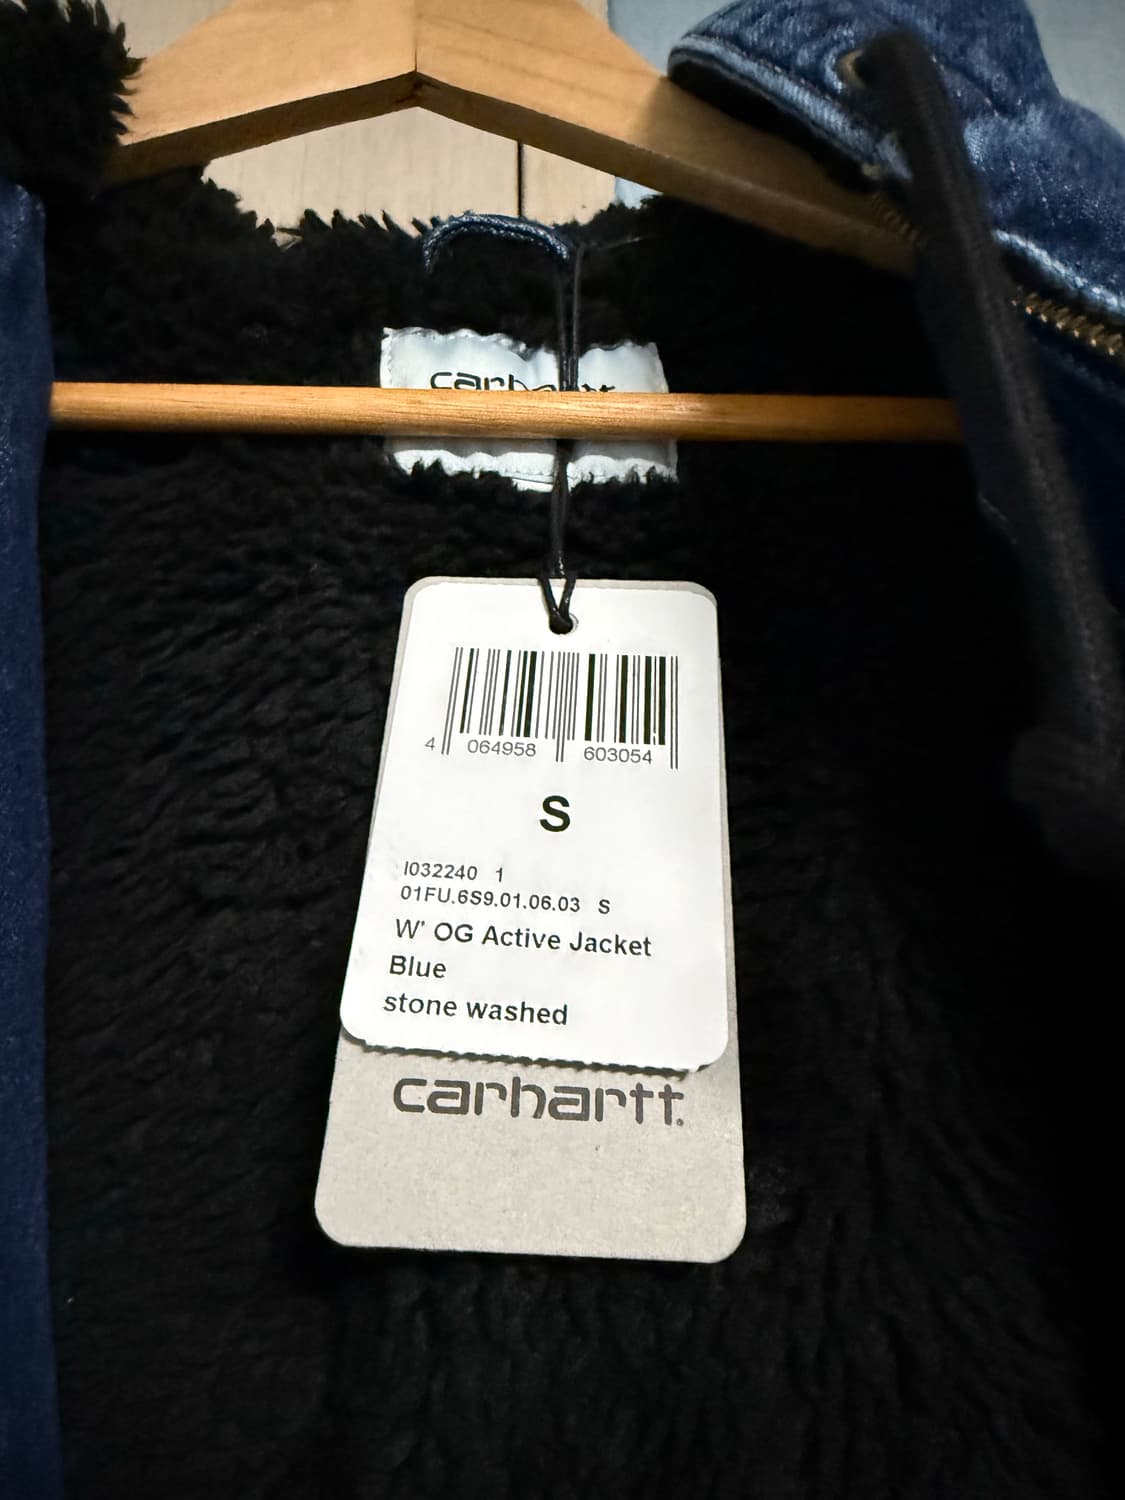 carhartt
4 064958 603054
S
I032240 1
01FU.6S9.01.06.03 S
W' OG Active Jacket
Blue
stone washed
carhartt.